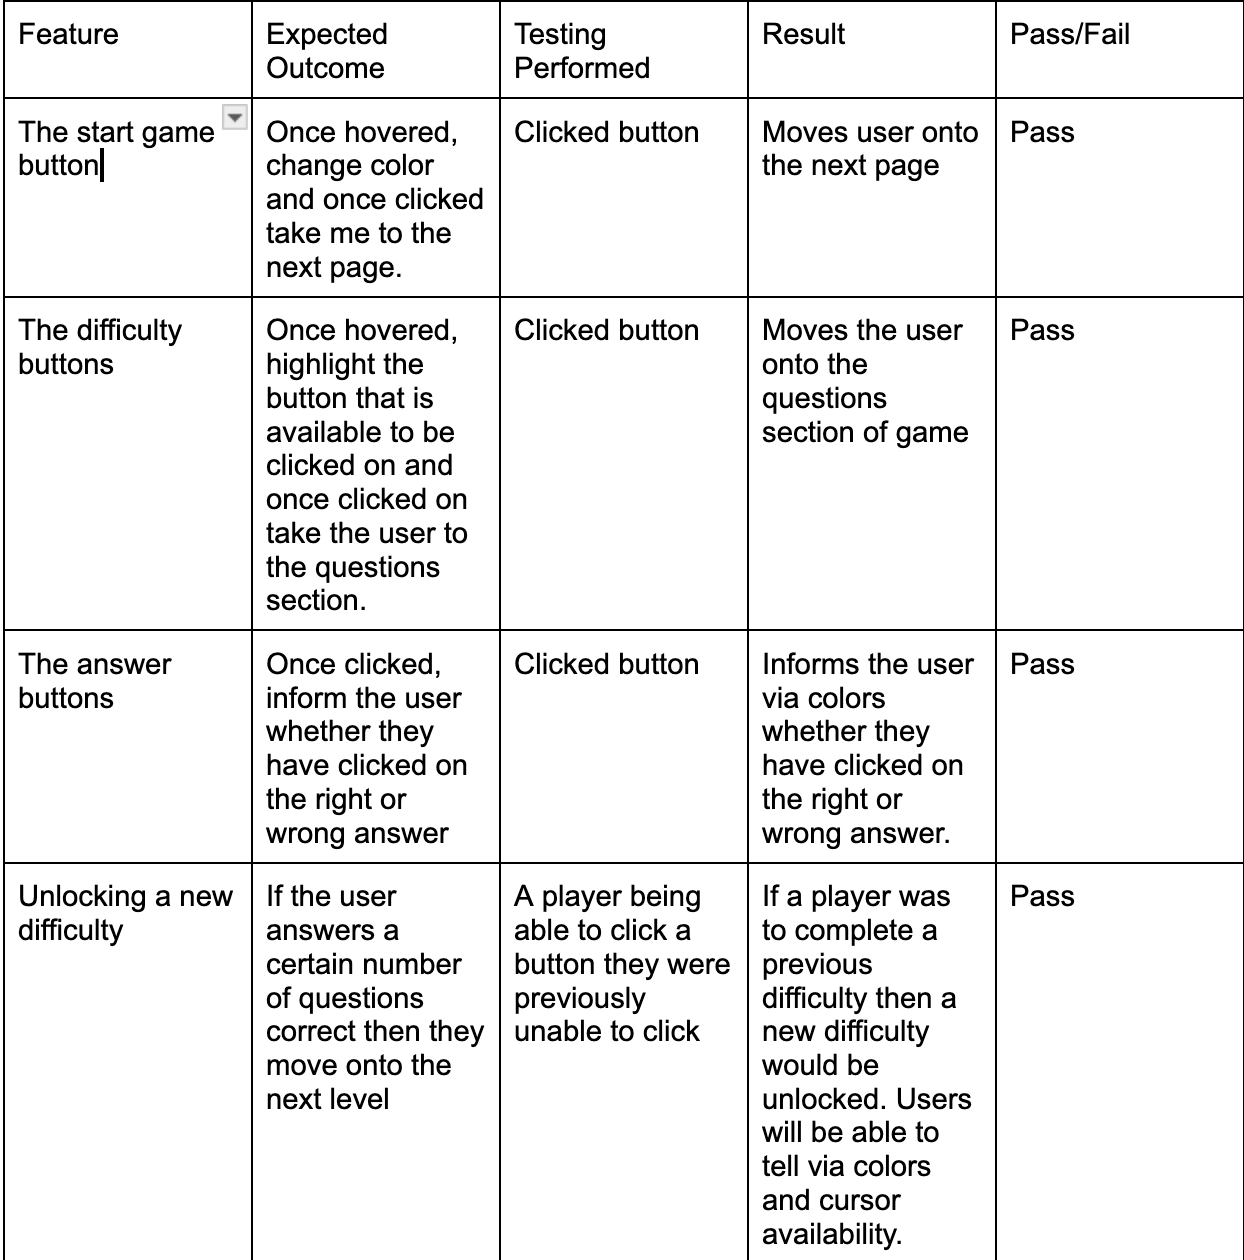 Feature
Expected
Outcome
Testing
Performed
Result
Pass/Fail
The start game
button
Once hovered,
change color
and once clicked
take me to the
next page.
Clicked button
Moves user onto
the next page
Pass
The difficulty
buttons
Once hovered,
highlight the
button that is
available to be
clicked on and
once clicked on
take the user to
the questions
section.
Clicked button
Moves the user
onto the
questions
section of game
Pass
The answer
buttons
Once clicked,
inform the user
whether they
have clicked on
the right or
wrong answer
Clicked button
Informs the user
via colors
whether they
have clicked on
the right or
wrong answer.
Pass
Unlocking a new
difficulty
If the user
answers a
certain number
of questions
correct then they
move onto the
next level
A player being
able to click a
button they were
previously
unable to click
If a player was
to complete a
previous
difficulty then a
new difficulty
would be
unlocked. Users
will be able to
tell via colors
and cursor
availability.
Pass